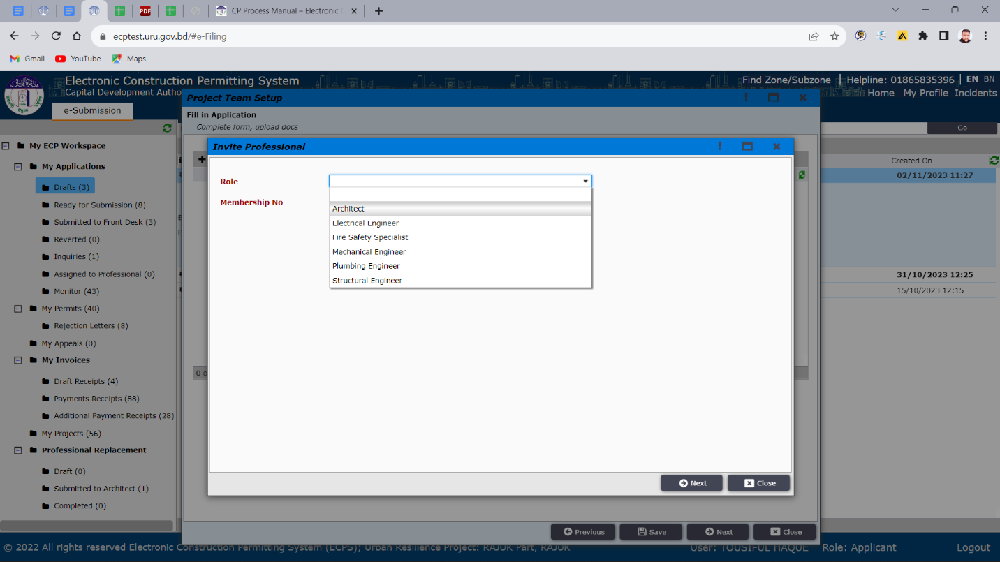 CP Process Manual – Electronic C
ecptest.uru.gov.bd/#e-Filing
Gmail YouTube Maps
Electronic Construction Permitting System
Capital Development Autho
Find Zone/Subzone | Helpline: 01865835396 | EN BN
Home My Profile Incidents
e-Submission
Project Team Setup
Fill in Application
Complete form, upload docs
Go
My ECP Workspace
My Applications
Drafts (3)
Ready for Submission (8)
Submitted to Front Desk (3)
Reverted (0)
Inquiries (1)
Assigned to Professional (0)
Monitor (43)
My Permits (40)
Rejection Letters (8)
My Appeals (0)
My Invoices
Draft Receipts (4)
Payments Receipts (88)
Additional Payment Receipts (28)
My Projects (56)
Professional Replacement
Draft (0)
Submitted to Architect (1)
Completed (0)
Invite Professional
Role
Membership No
Architect
Electrical Engineer
Fire Safety Specialist
Mechanical Engineer
Plumbing Engineer
Structural Engineer
Next Close
Created On
02/11/2023 11:27
31/10/2023 12:25
15/10/2023 12:15
0 o
Previous Save Next Close
© 2022 All rights reserved Electronic Construction Permitting System (ECPS); Urban Resilience Project: RAJUK Part, RAJUK
User: TOUSIFUL HAQUE Role: Applicant Logout